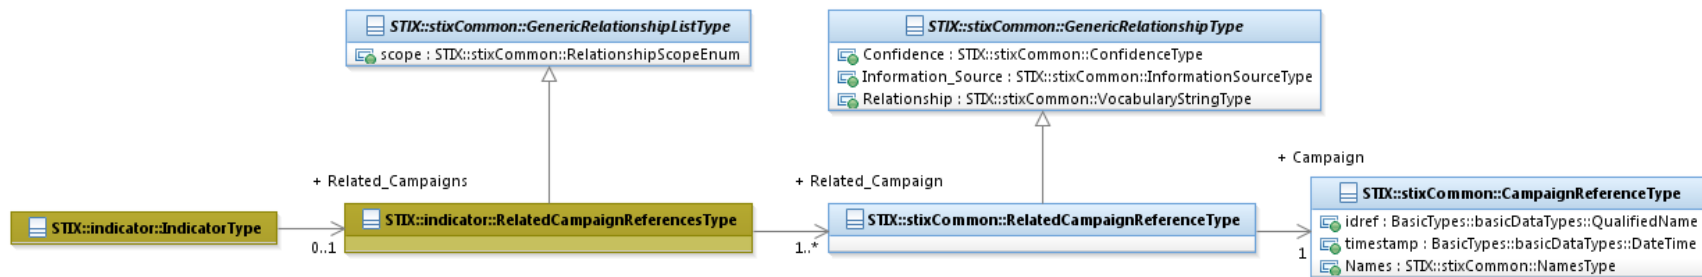 STIX::stixCommon::GenericRelationshipListType
scope : STIX::stixCommon::RelationshipScopeEnum
STIX::stixCommon::GenericRelationshipType
Confidence : STIX::stixCommon::ConfidenceType
Information_Source : STIX::stixCommon::InformationSourceType
Relationship : STIX::stixCommon::VocabularyStringType
+ Related_Campaigns
+ Related_Campaign
+ Campaign
STIX::indicator::IndicatorType
0..1
STIX::indicator::RelatedCampaignReferencesType
1..*
STIX::stixCommon::RelatedCampaignReferenceType
1
STIX::stixCommon::CampaignReferenceType
idref : BasicTypes::basicDataTypes::QualifiedName
timestamp : BasicTypes::basicDataTypes::DateTime
Names : STIX::stixCommon::NamesType